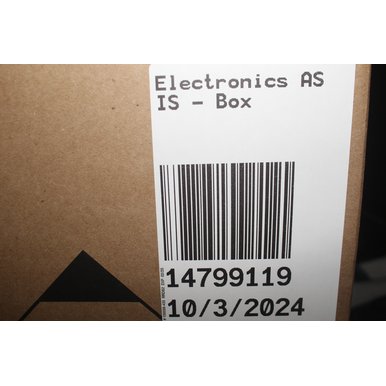 Electronics AS
IS - Box
14799119
10/3/2024